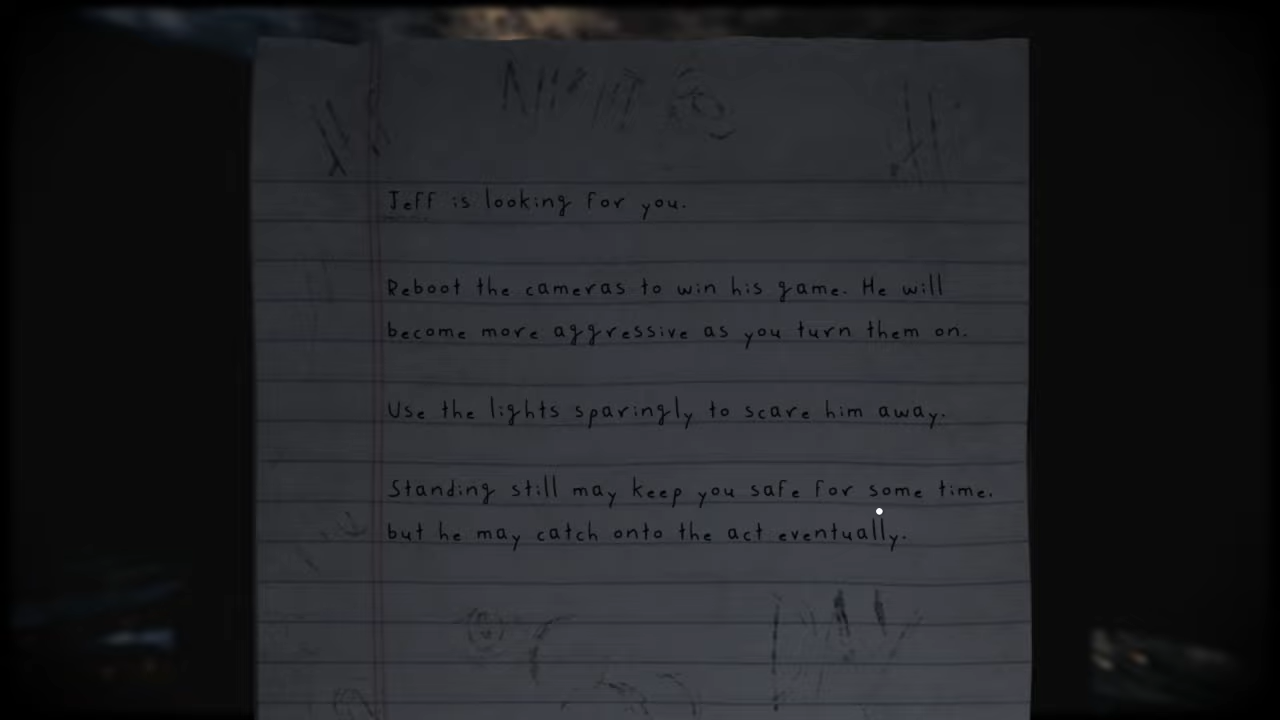 Jeff is looking for you.
Reboot the cameras to win his game. He will
become more aggressive as you turn them on.
Use the lights sparingly to scare him away.
Standing still may keep you safe for some time.
but he may catch onto the act eventually.